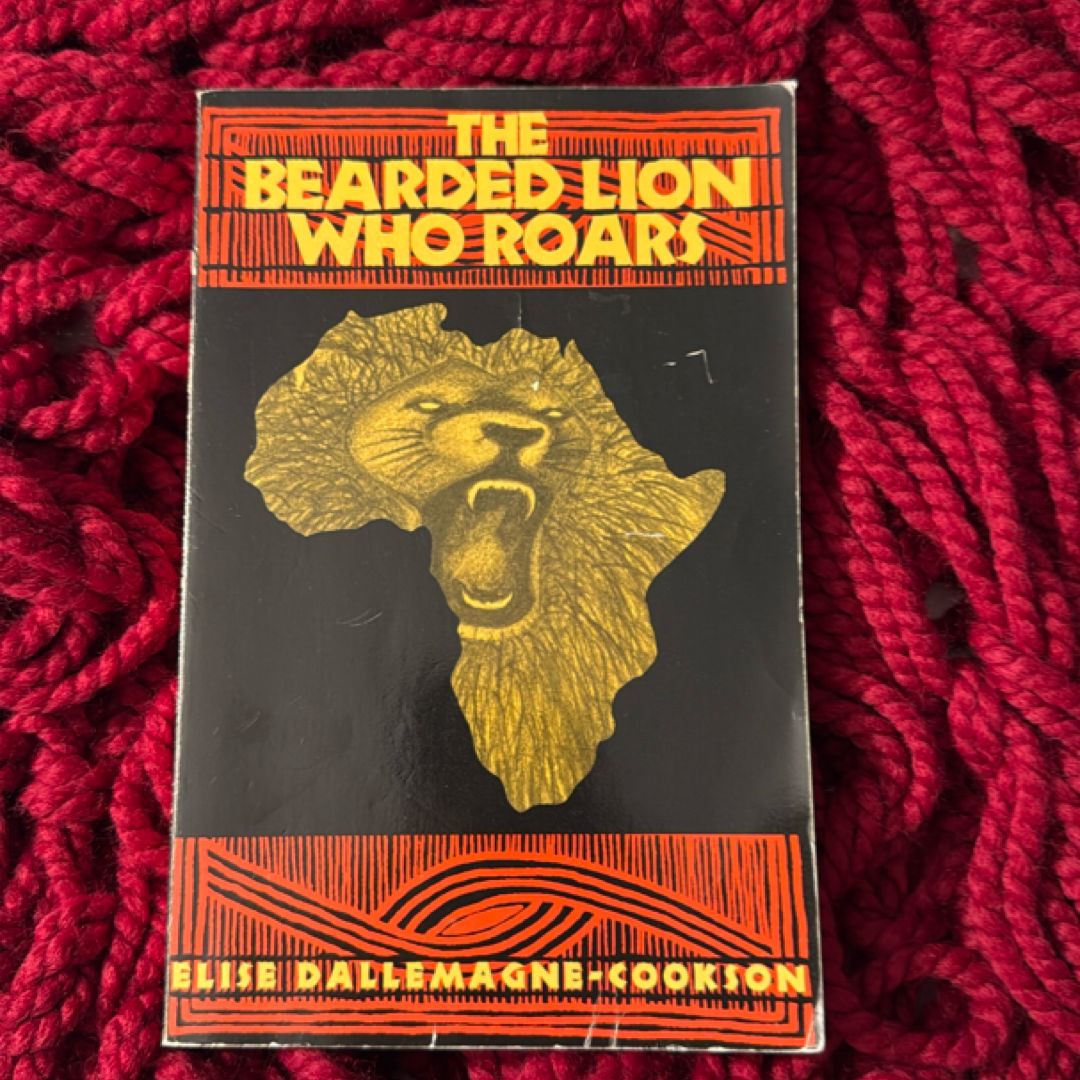 THE
BEARDED LION
WHO ROARS
ELISE DALLEMAGNE-COOKSON